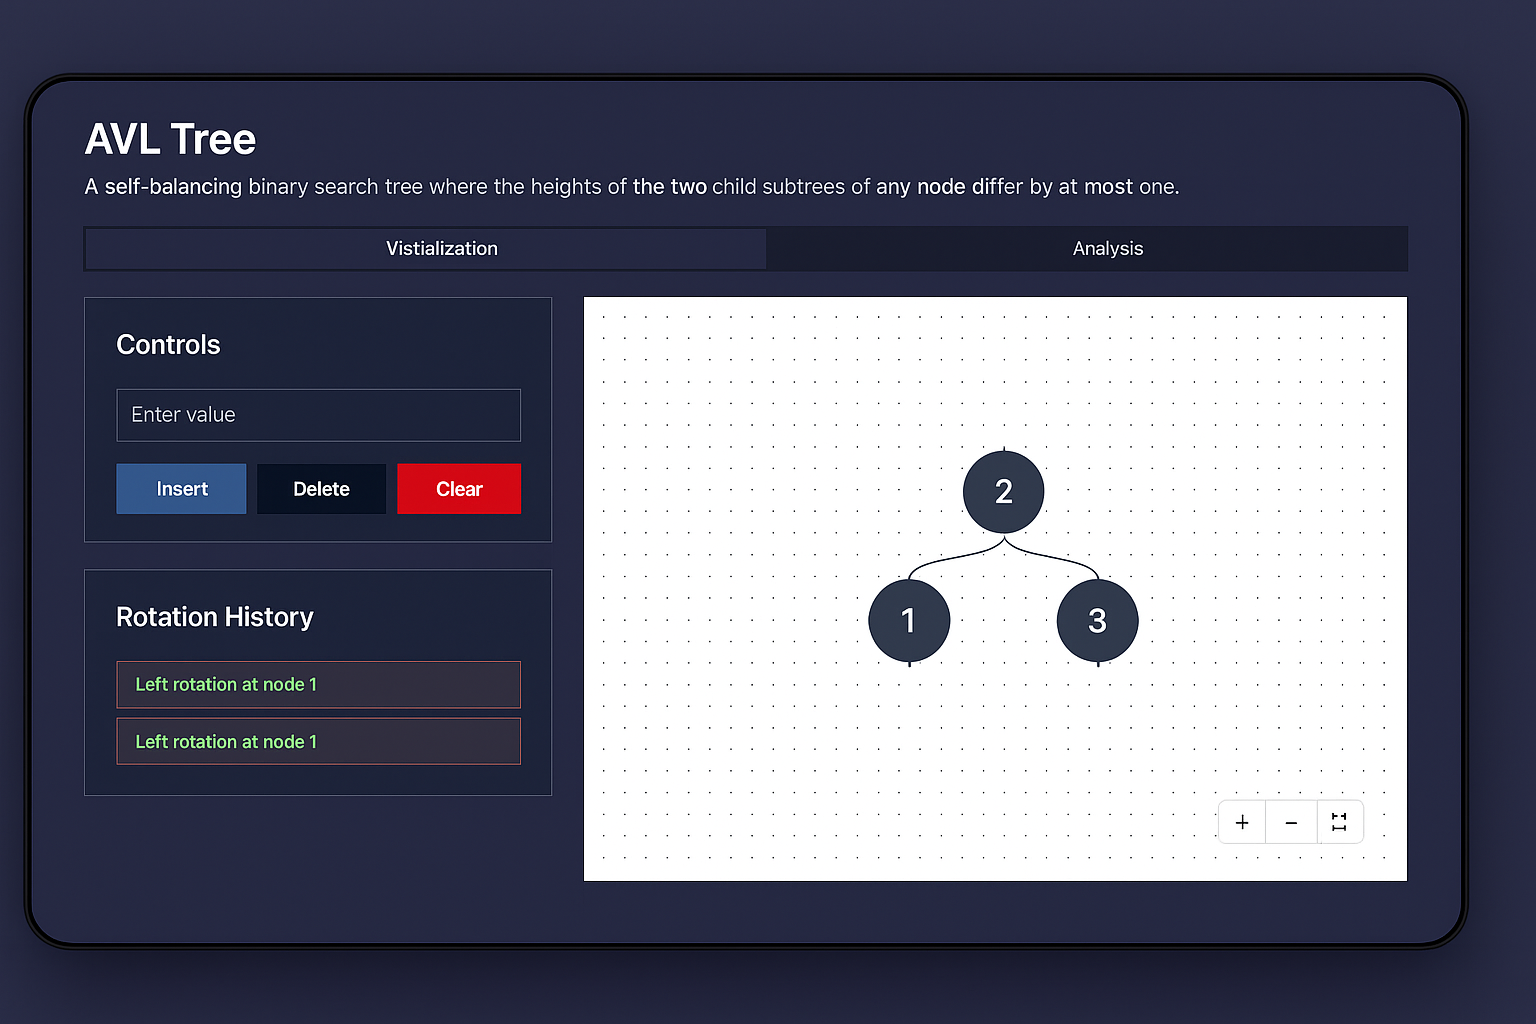 AVL Tree
A self-balancing binary search tree where the heights of the two child subtrees of any node differ by at most one.
Vistialization
Analysis
Controls
Enter value
Insert
Delete
Clear
Rotation History
Left rotation at node 1
Left rotation at node 1
2
1
3
+
−